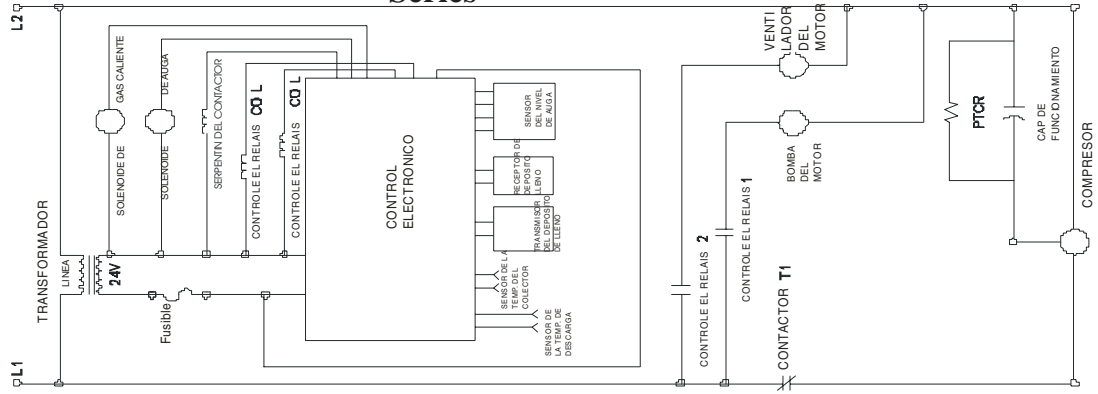 Series
L2
L1
TRANSFORMADOR
LINEA
24V
Fusible
SOLENOIDE DE
GAS CALIENTE
SOLENOIDE
DE AUGA
SERPENTIN DEL CONTACTOR
CONTROLE EL RELAIS COIL
CONTROLE EL RELAIS COIL
CONTROL
ELECTRONICO
SENSOR
DEL NIVEL
DE AUGA
RECEPTOR DE
DEPOSITO
LLENO
TRANSMISOR
DEL DEPOSITO
DE LLENO
SENSOR DE LA
TEMP. DEL
COLECTOR
SENSOR DE
LA TEMP. DE
DESCARGA
CONTROLE EL RELAIS 2
CONTROLE EL RELAIS 1
CONTACTOR T1
VENTI
LADOR
DEL
MOTOR
BOMBA
DEL
MOTOR
PTCR
CAP DE
FUNCIONAMIENTO
COMPRESOR